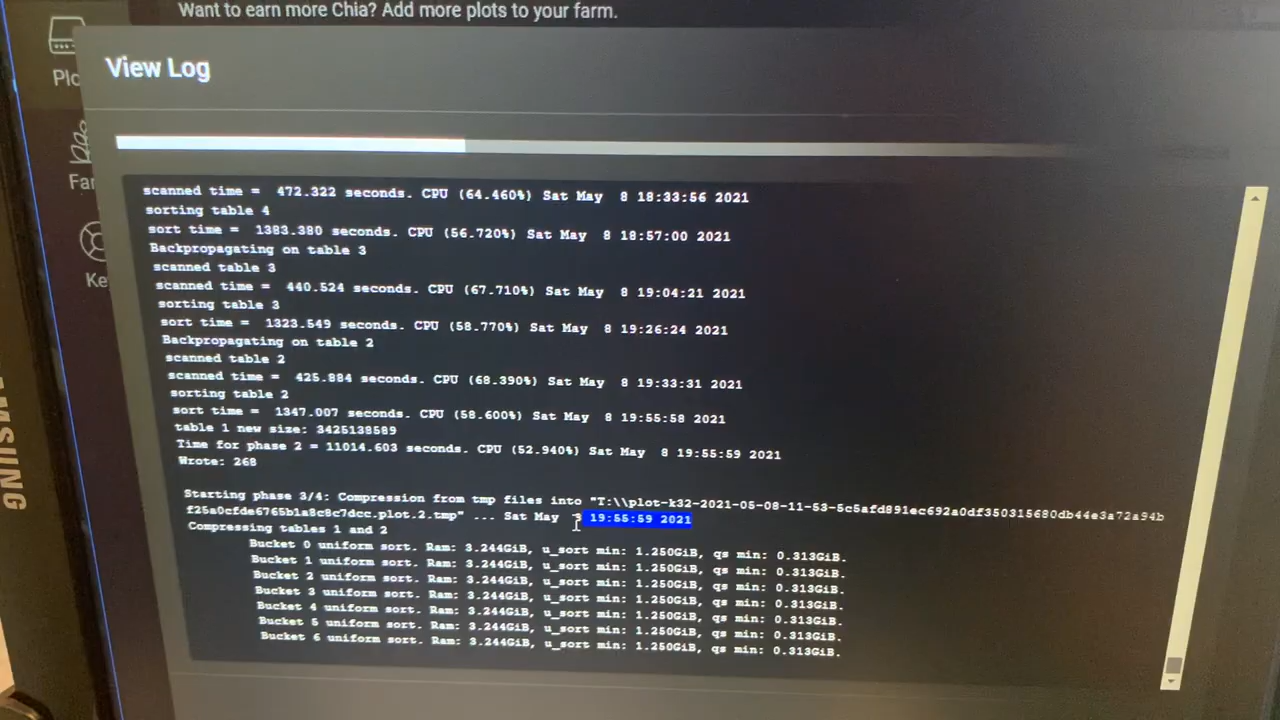 Want to earn more Chia? Add more plots to your farm.
View Log
scanned time = 472.322 seconds. CPU (64.460%) Sat May 8 18:33:56 2021
sorting table 4
sort time = 1383.380 seconds. CPU (56.720%) Sat May 8 18:57:00 2021
Backpropagating on table 3
scanned table 3
scanned time = 440.524 seconds. CPU (67.710%) Sat May 8 19:04:21 2021
sorting table 3
sort time = 1323.549 seconds. CPU (58.770%) Sat May 8 19:26:24 2021
Backpropagating on table 2
scanned table 2
scanned time = 425.884 seconds. CPU (68.390%) Sat May 8 19:33:31 2021
sorting table 2
sort time = 1347.007 seconds. CPU (58.600%) Sat May 8 19:55:58 2021
table 1 new size: 3425138589
Time for phase 2 = 11014.603 seconds. CPU (52.940%) Sat May 8 19:55:59 2021
Wrote: 268
Starting phase 3/4: Compression from tmp files into "T:\\plot-k32-2021-05-08-11-53-5c5afd891ec692a0df350315680db44e3a72a94b
f25a0cfde6765b1a8c8c7dcc.plot.2.tmp" ... Sat May 8 19:55:59 2021
Compressing tables 1 and 2
Bucket 0 uniform sort. Ram: 3.244GiB, u_sort min: 1.250GiB, qs min: 0.313GiB.
Bucket 1 uniform sort. Ram: 3.244GiB, u_sort min: 1.250GiB, qs min: 0.313GiB.
Bucket 2 uniform sort. Ram: 3.244GiB, u_sort min: 1.250GiB, qs min: 0.313GiB.
Bucket 3 uniform sort. Ram: 3.244GiB, u_sort min: 1.250GiB, qs min: 0.313GiB.
Bucket 4 uniform sort. Ram: 3.244GiB, u_sort min: 1.250GiB, qs min: 0.313GiB.
Bucket 5 uniform sort. Ram: 3.244GiB, u_sort min: 1.250GiB, qs min: 0.313GiB.
Bucket 6 uniform sort. Ram: 3.244GiB, u_sort min: 1.250GiB, qs min: 0.313GiB.